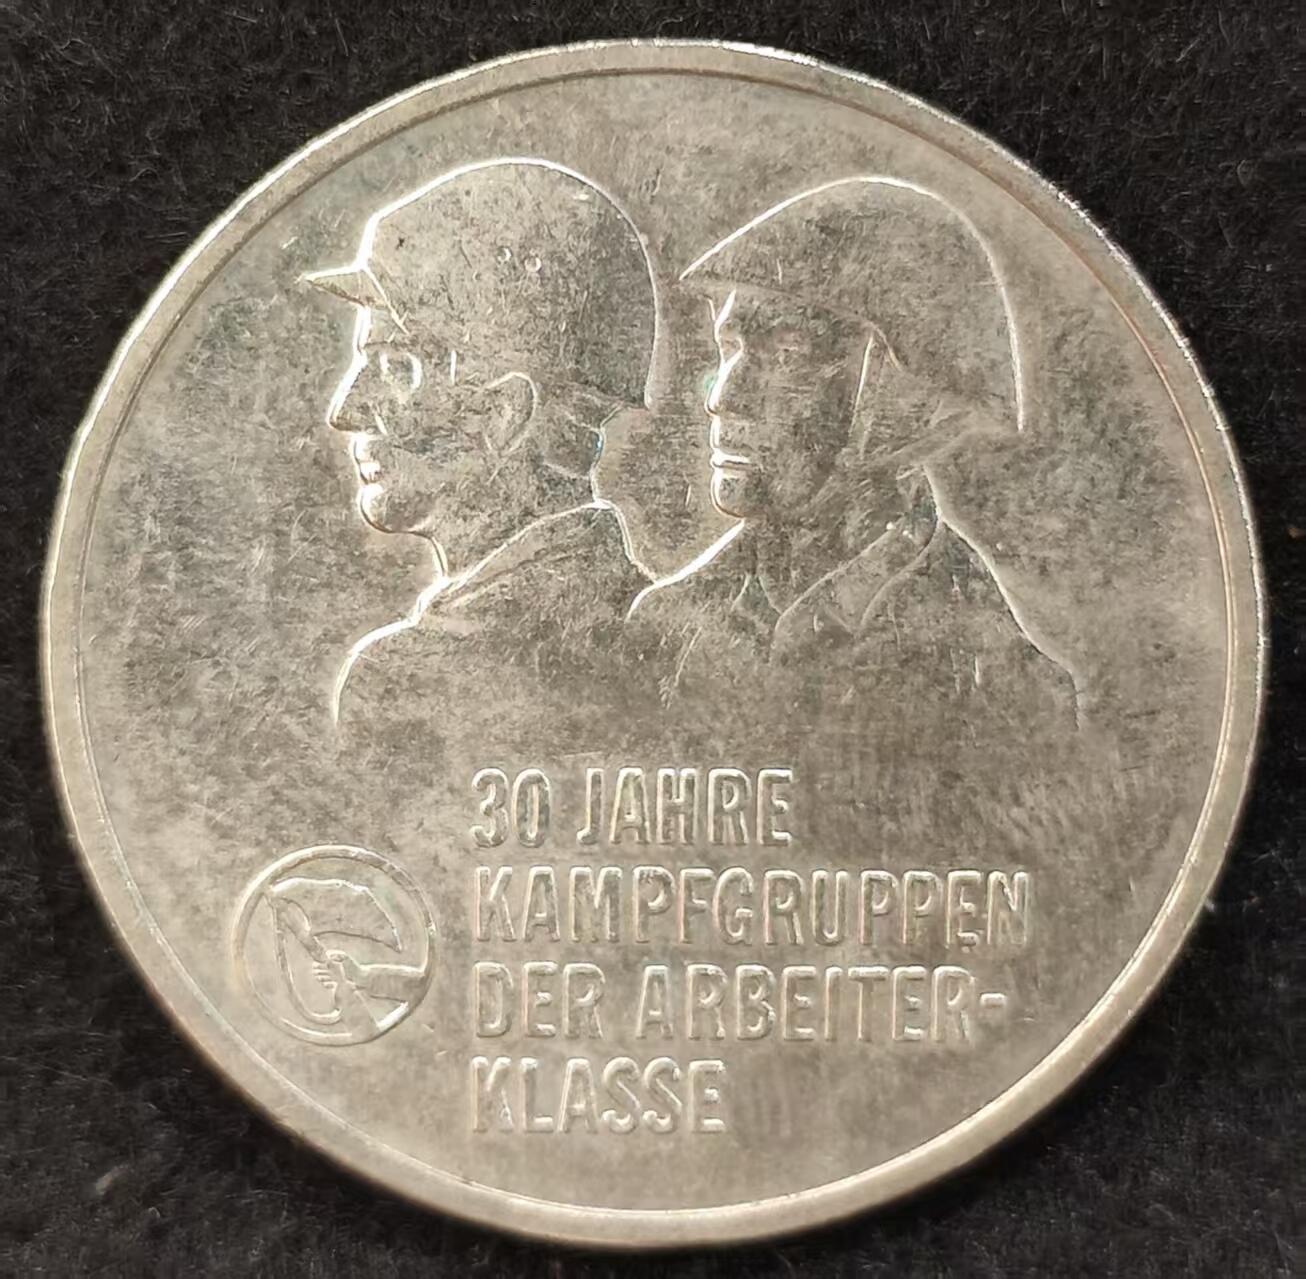 30 JAHRE
KAMPFGRUPPEN
DER ARBEITER-
KLASSE